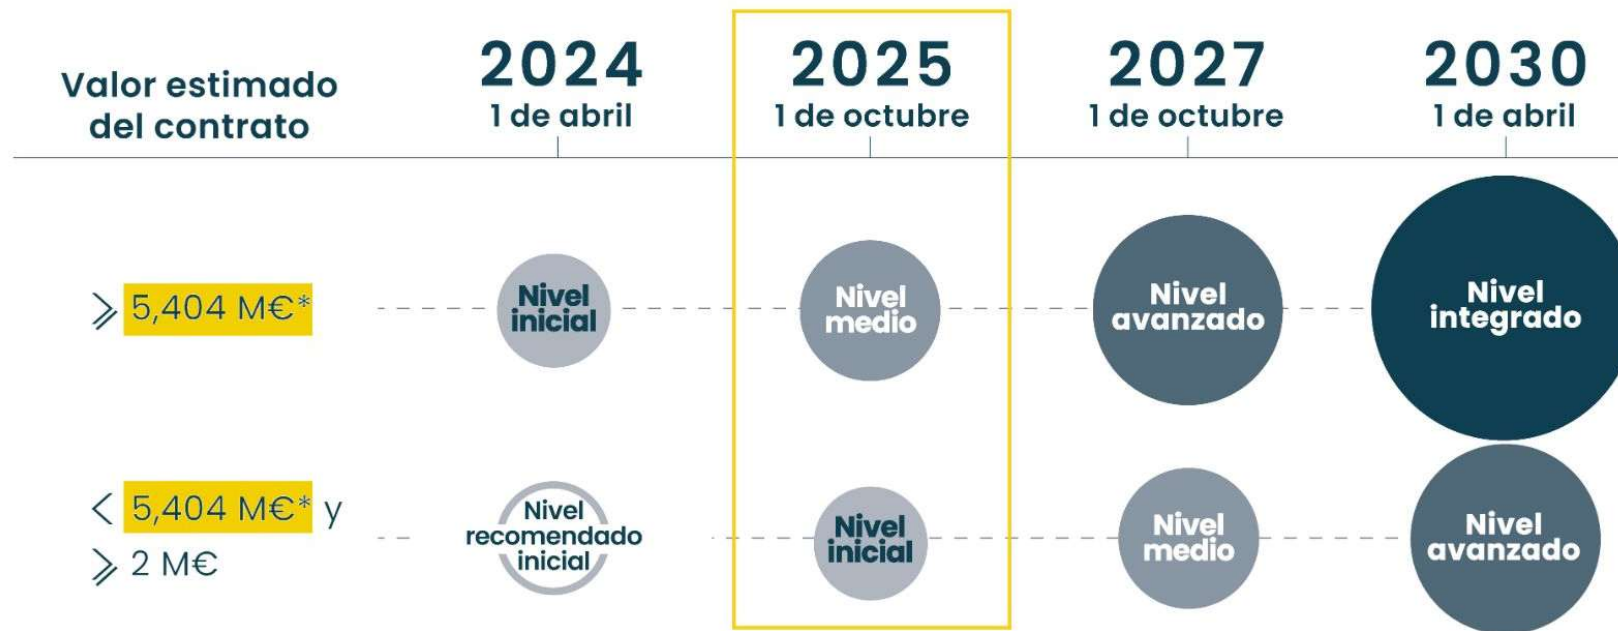 Valor estimado
del contrato
2024
1 de abril
2025
1 de octubre
2027
1 de octubre
2030
1 de abril
⩾ 5,404 M€*
Nivel
inicial
Nivel
medio
Nivel
avanzado
Nivel
integrado
< 5,404 M€* y
⩾ 2 M€
Nivel
recomendado
inicial
Nivel
inicial
Nivel
medio
Nivel
avanzado